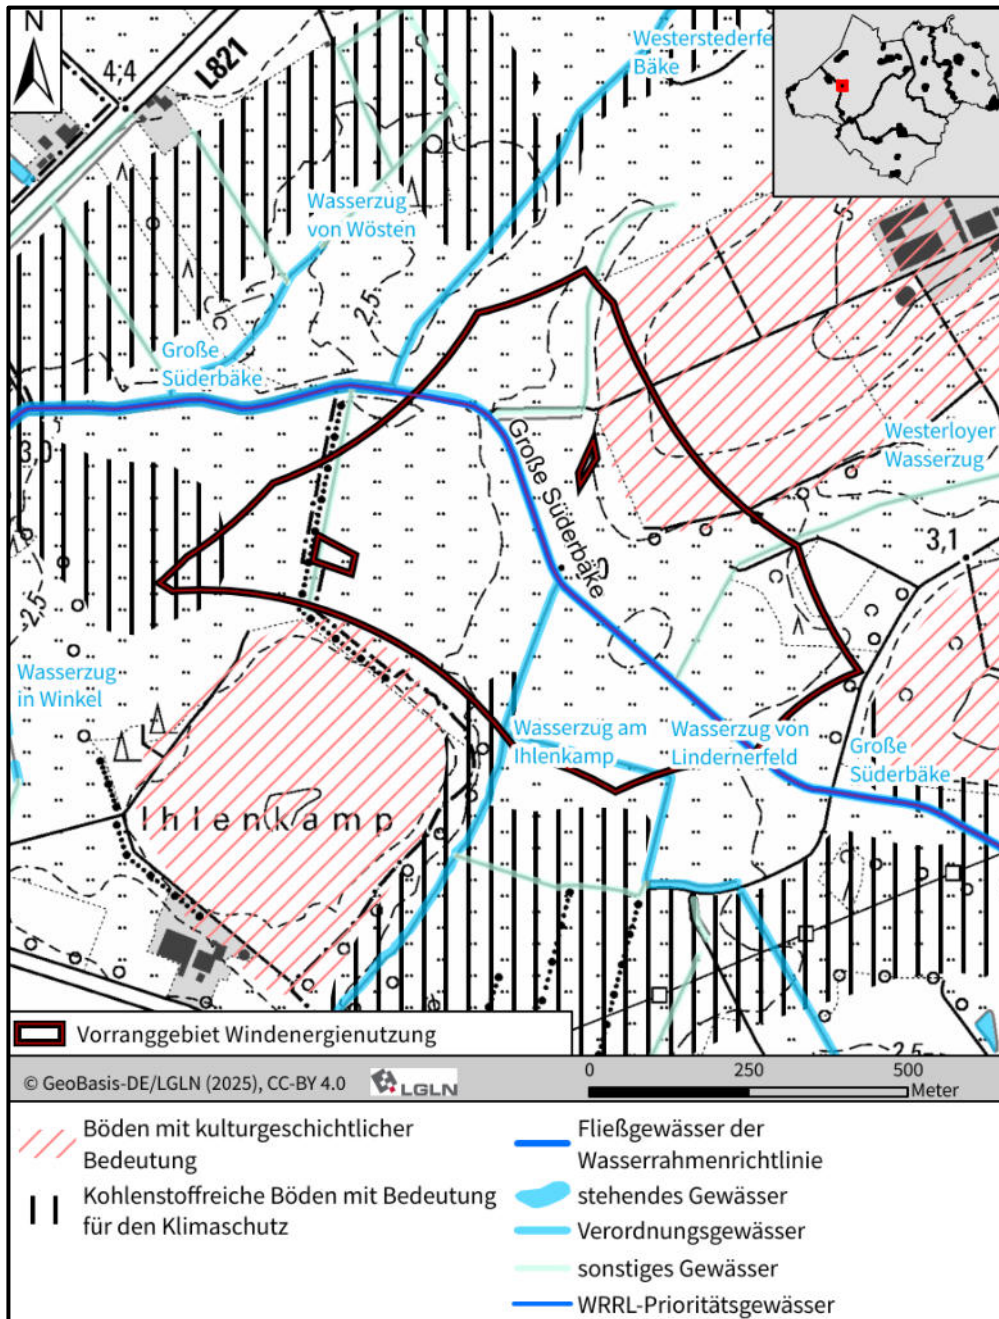 N
4,4
L821
Westerstederfe
Bäke
Wasserzug
von Wösten
5
2,5
Große
Süderbäke
3,0
Große Süderbäke
Westerloyer
Wasserzug
3,1
2,5
Wasserzug
in Winkel
Wasserzug am
Ihlenkamp
Wasserzug von
Lindernerfeld
Große
Süderbäke
Ihlenkamp
2,5
Vorranggebiet Windenergienutzung
© GeoBasis-DE/LGLN (2025), CC-BY 4.0
LGLN
0 250 500
Meter
Böden mit kulturgeschichtlicher
Bedeutung
Kohlenstoffreiche Böden mit Bedeutung
für den Klimaschutz
Fließgewässer der
Wasserrahmenrichtlinie
stehendes Gewässer
Verordnungsgewässer
sonstiges Gewässer
WRRL-Prioritätsgewässer